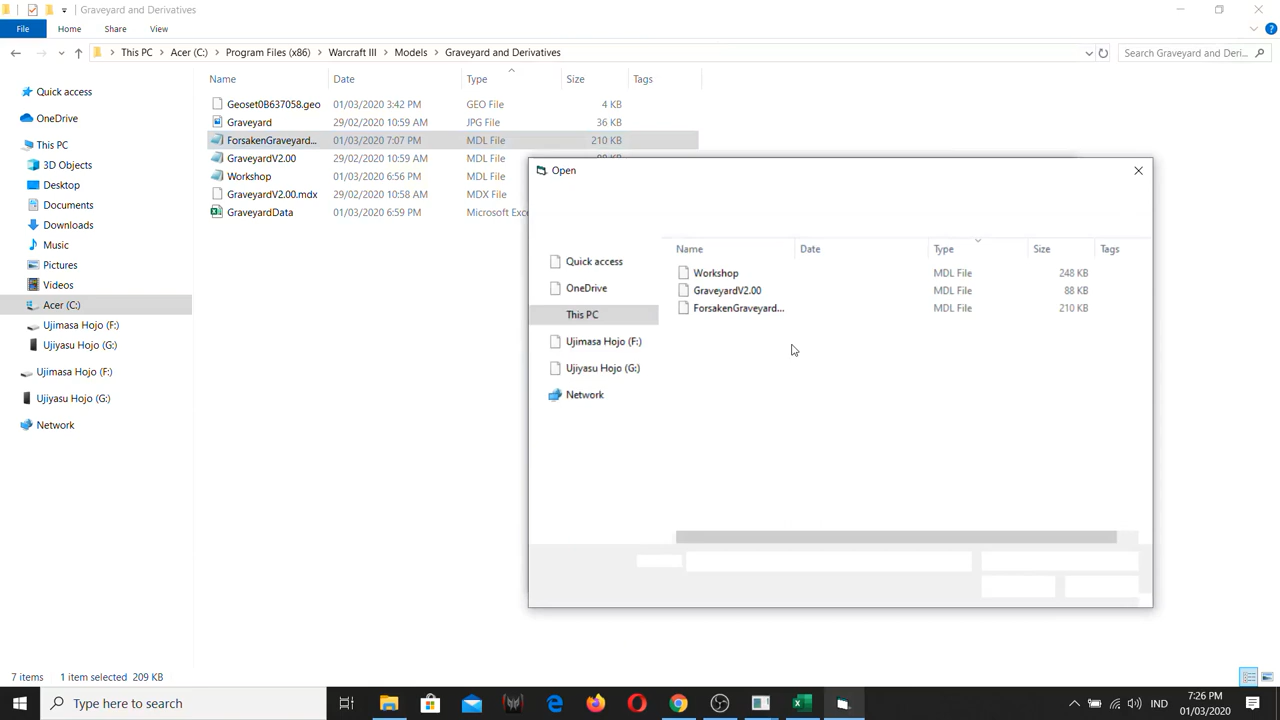 Graveyard and Derivatives
File Home Share View
This PC Acer (C:) Program Files (x86) Warcraft III Models Graveyard and Derivatives
Search Graveyard and Deri...
Name Date Type Size Tags
Geoset0B637058.geo 01/03/2020 3:42 PM GEO File 4 KB
Graveyard 29/02/2020 10:59 AM JPG File 36 KB
ForsakenGraveyard... 01/03/2020 7:07 PM MDL File 210 KB
GraveyardV2.00 29/02/2020 10:59 AM MDL File
Workshop 01/03/2020 6:56 PM MDL File
GraveyardV2.00.mdx 29/02/2020 10:58 AM MDX File
GraveyardData 01/03/2020 6:59 PM Microsoft Exce
Quick access
OneDrive
This PC
3D Objects
Desktop
Documents
Downloads
Music
Pictures
Videos
Acer (C:)
Ujimasa Hojo (F:)
Ujiyasu Hojo (G:)
Ujimasa Hojo (F:)
Ujiyasu Hojo (G:)
Network
Open
Name Date Type Size Tags
Workshop MDL File 248 KB
GraveyardV2.00 MDL File 88 KB
ForsakenGraveyard... MDL File 210 KB
Quick access
OneDrive
This PC
Ujimasa Hojo (F:)
Ujiyasu Hojo (G:)
Network
7 items 1 item selected 209 KB
Type here to search
IND
7:26 PM
01/03/2020